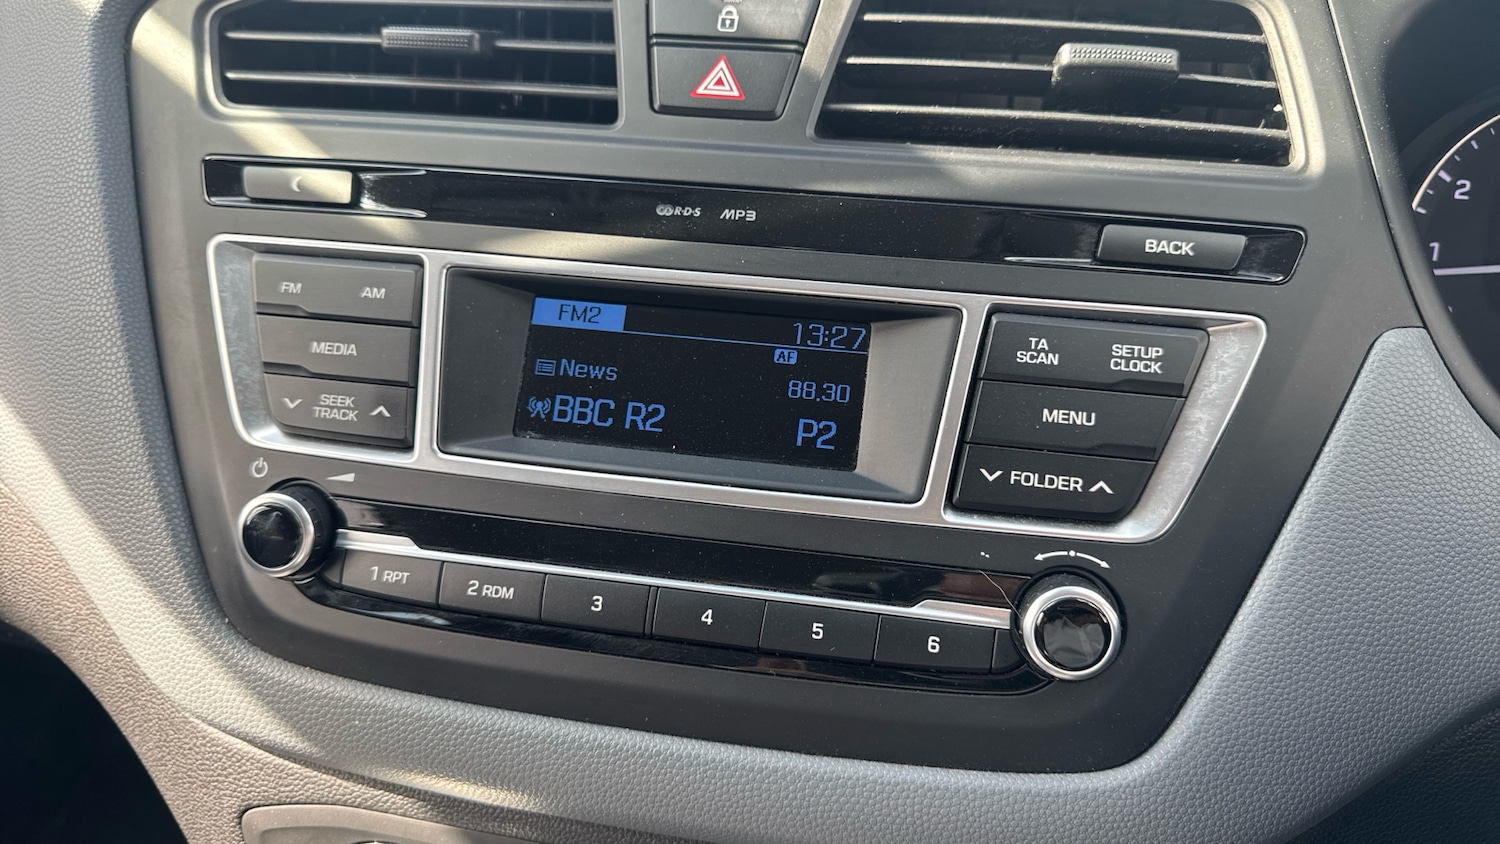 R·D·S MP3
BACK
FM AM
MEDIA
SEEK
TRACK
FM2
13:27
AF
News
88.30
BBC R2
P2
TA
SCAN
SETUP
CLOCK
MENU
FOLDER
1 RPT
2 RDM
3
4
5
6
2
1